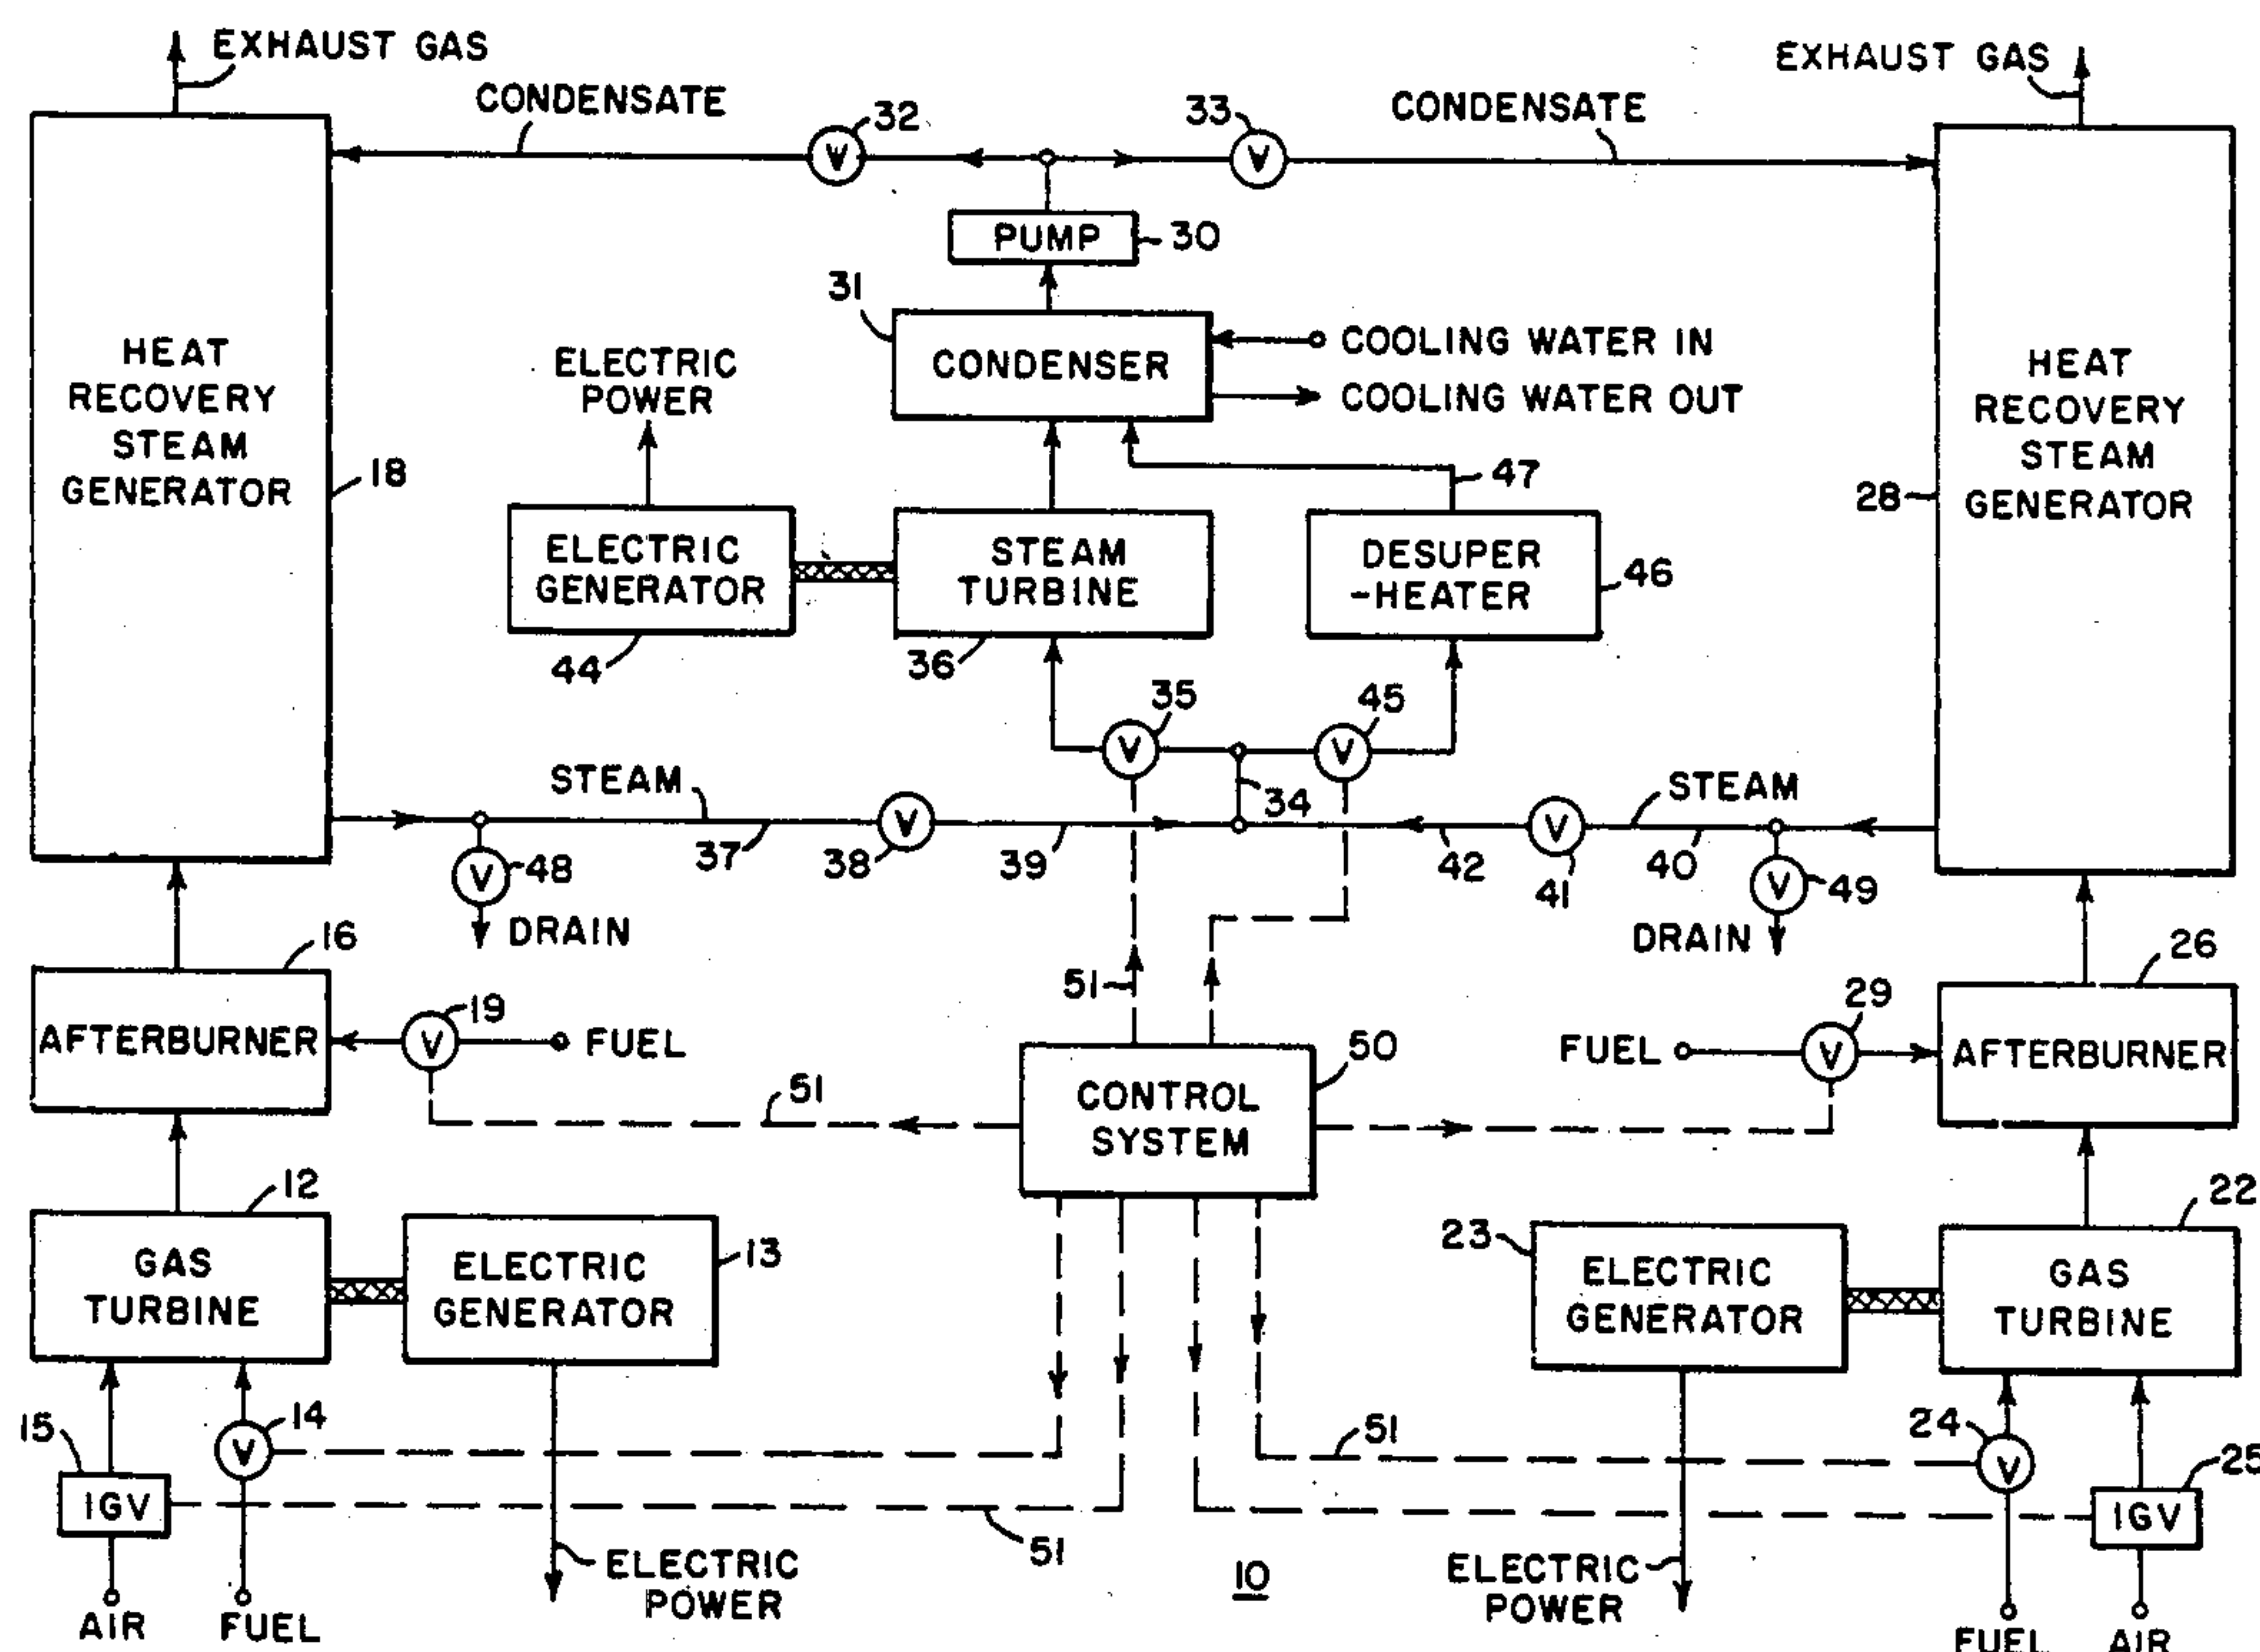 EXHAUST GAS
EXHAUST GAS
CONDENSATE
32
33
CONDENSATE
PUMP
30
31
CONDENSER
COOLING WATER IN
COOLING WATER OUT
HEAT
RECOVERY
STEAM
GENERATOR
18
ELECTRIC
POWER
HEAT
RECOVERY
STEAM
GENERATOR
28
47
ELECTRIC
GENERATOR
44
STEAM
TURBINE
36
DESUPER
-HEATER
46
35
V
45
V
34
STEAM
37
V
38
39
42
V
41
STEAM
40
V
48
DRAIN
V
49
DRAIN
V
V
16
AFTERBURNER
19
V
FUEL
51
51
50
CONTROL
SYSTEM
26
29
FUEL
V
AFTERBURNER
12
GAS
TURBINE
ELECTRIC
GENERATOR
13
23
ELECTRIC
GENERATOR
22
GAS
TURBINE
15
IGV
14
V
AIR
FUEL
51
ELECTRIC
POWER
10
51
24
V
25
IGV
ELECTRIC
POWER
FUEL
AIR